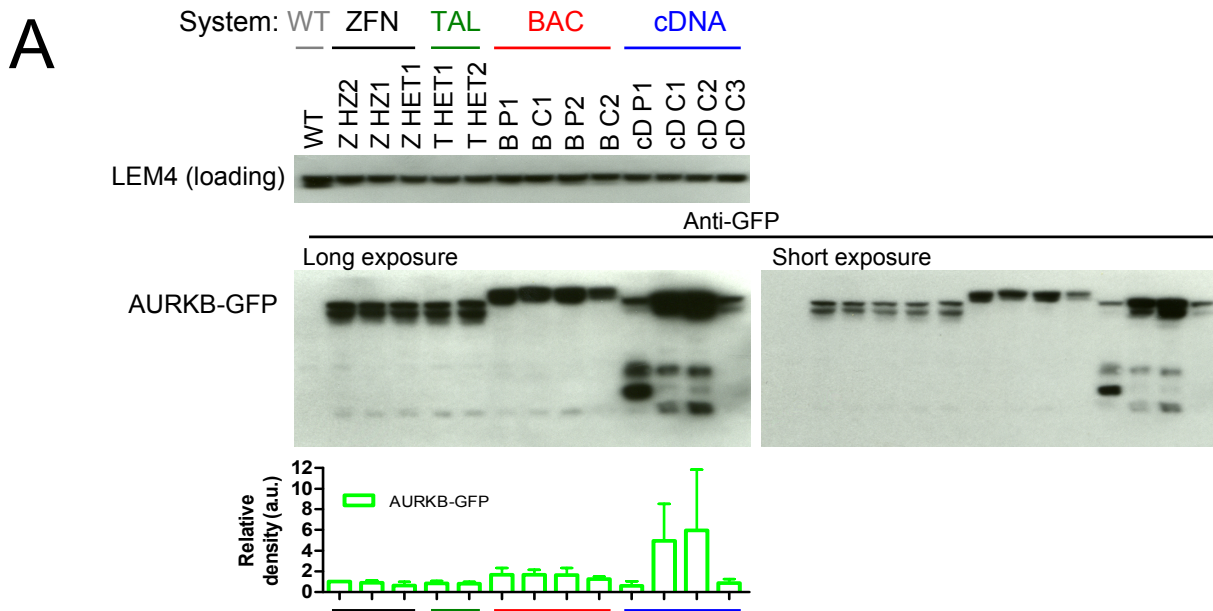 A
System: WT ZFN TAL BAC cDNA
WT Z HZ2 Z HZ1 Z HET1 T HET1 T HET2 B P1 B C1 B P2 B C2 cD P1 cD C1 cD C2 cD C3
LEM4 (loading)
Anti-GFP
Long exposure Short exposure
AURKB-GFP
12
10
8
6
4
2
0
Relative
density (a.u.)
AURKB-GFP